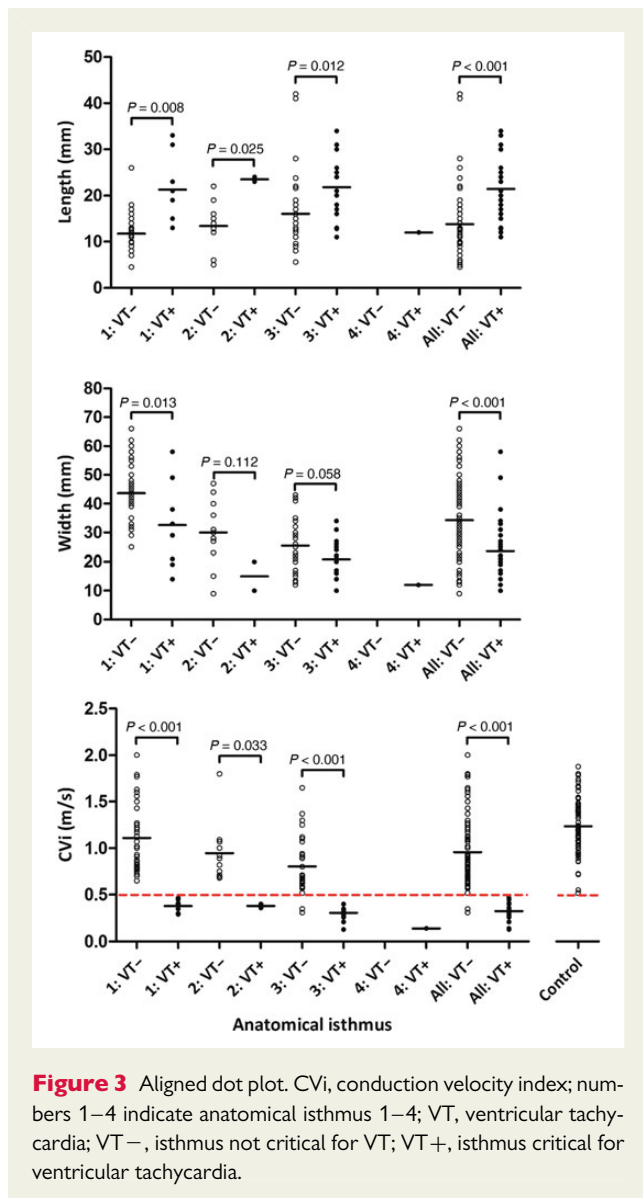 50
40
30
20
10
0
Length (mm)
P = 0.008
P = 0.025
P = 0.012
P < 0.001
1: VT−
1: VT+
2: VT−
2: VT+
3: VT−
3: VT+
4: VT−
4: VT+
All: VT−
All: VT+
80
70
60
50
40
30
20
10
0
Width (mm)
P = 0.013
P = 0.112
P = 0.058
P < 0.001
1: VT−
1: VT+
2: VT−
2: VT+
3: VT−
3: VT+
4: VT−
4: VT+
All: VT−
All: VT+
2.5
2.0
1.5
1.0
0.5
0.0
CVi (m/s)
P < 0.001
P = 0.033
P < 0.001
P < 0.001
1: VT−
1: VT+
2: VT−
2: VT+
3: VT−
3: VT+
4: VT−
4: VT+
All: VT−
All: VT+
Control
Anatomical isthmus
Figure 3 Aligned dot plot. CVi, conduction velocity index; num-
bers 1–4 indicate anatomical isthmus 1–4; VT, ventricular tachy-
cardia; VT−, isthmus not critical for VT; VT+, isthmus critical for
ventricular tachycardia.